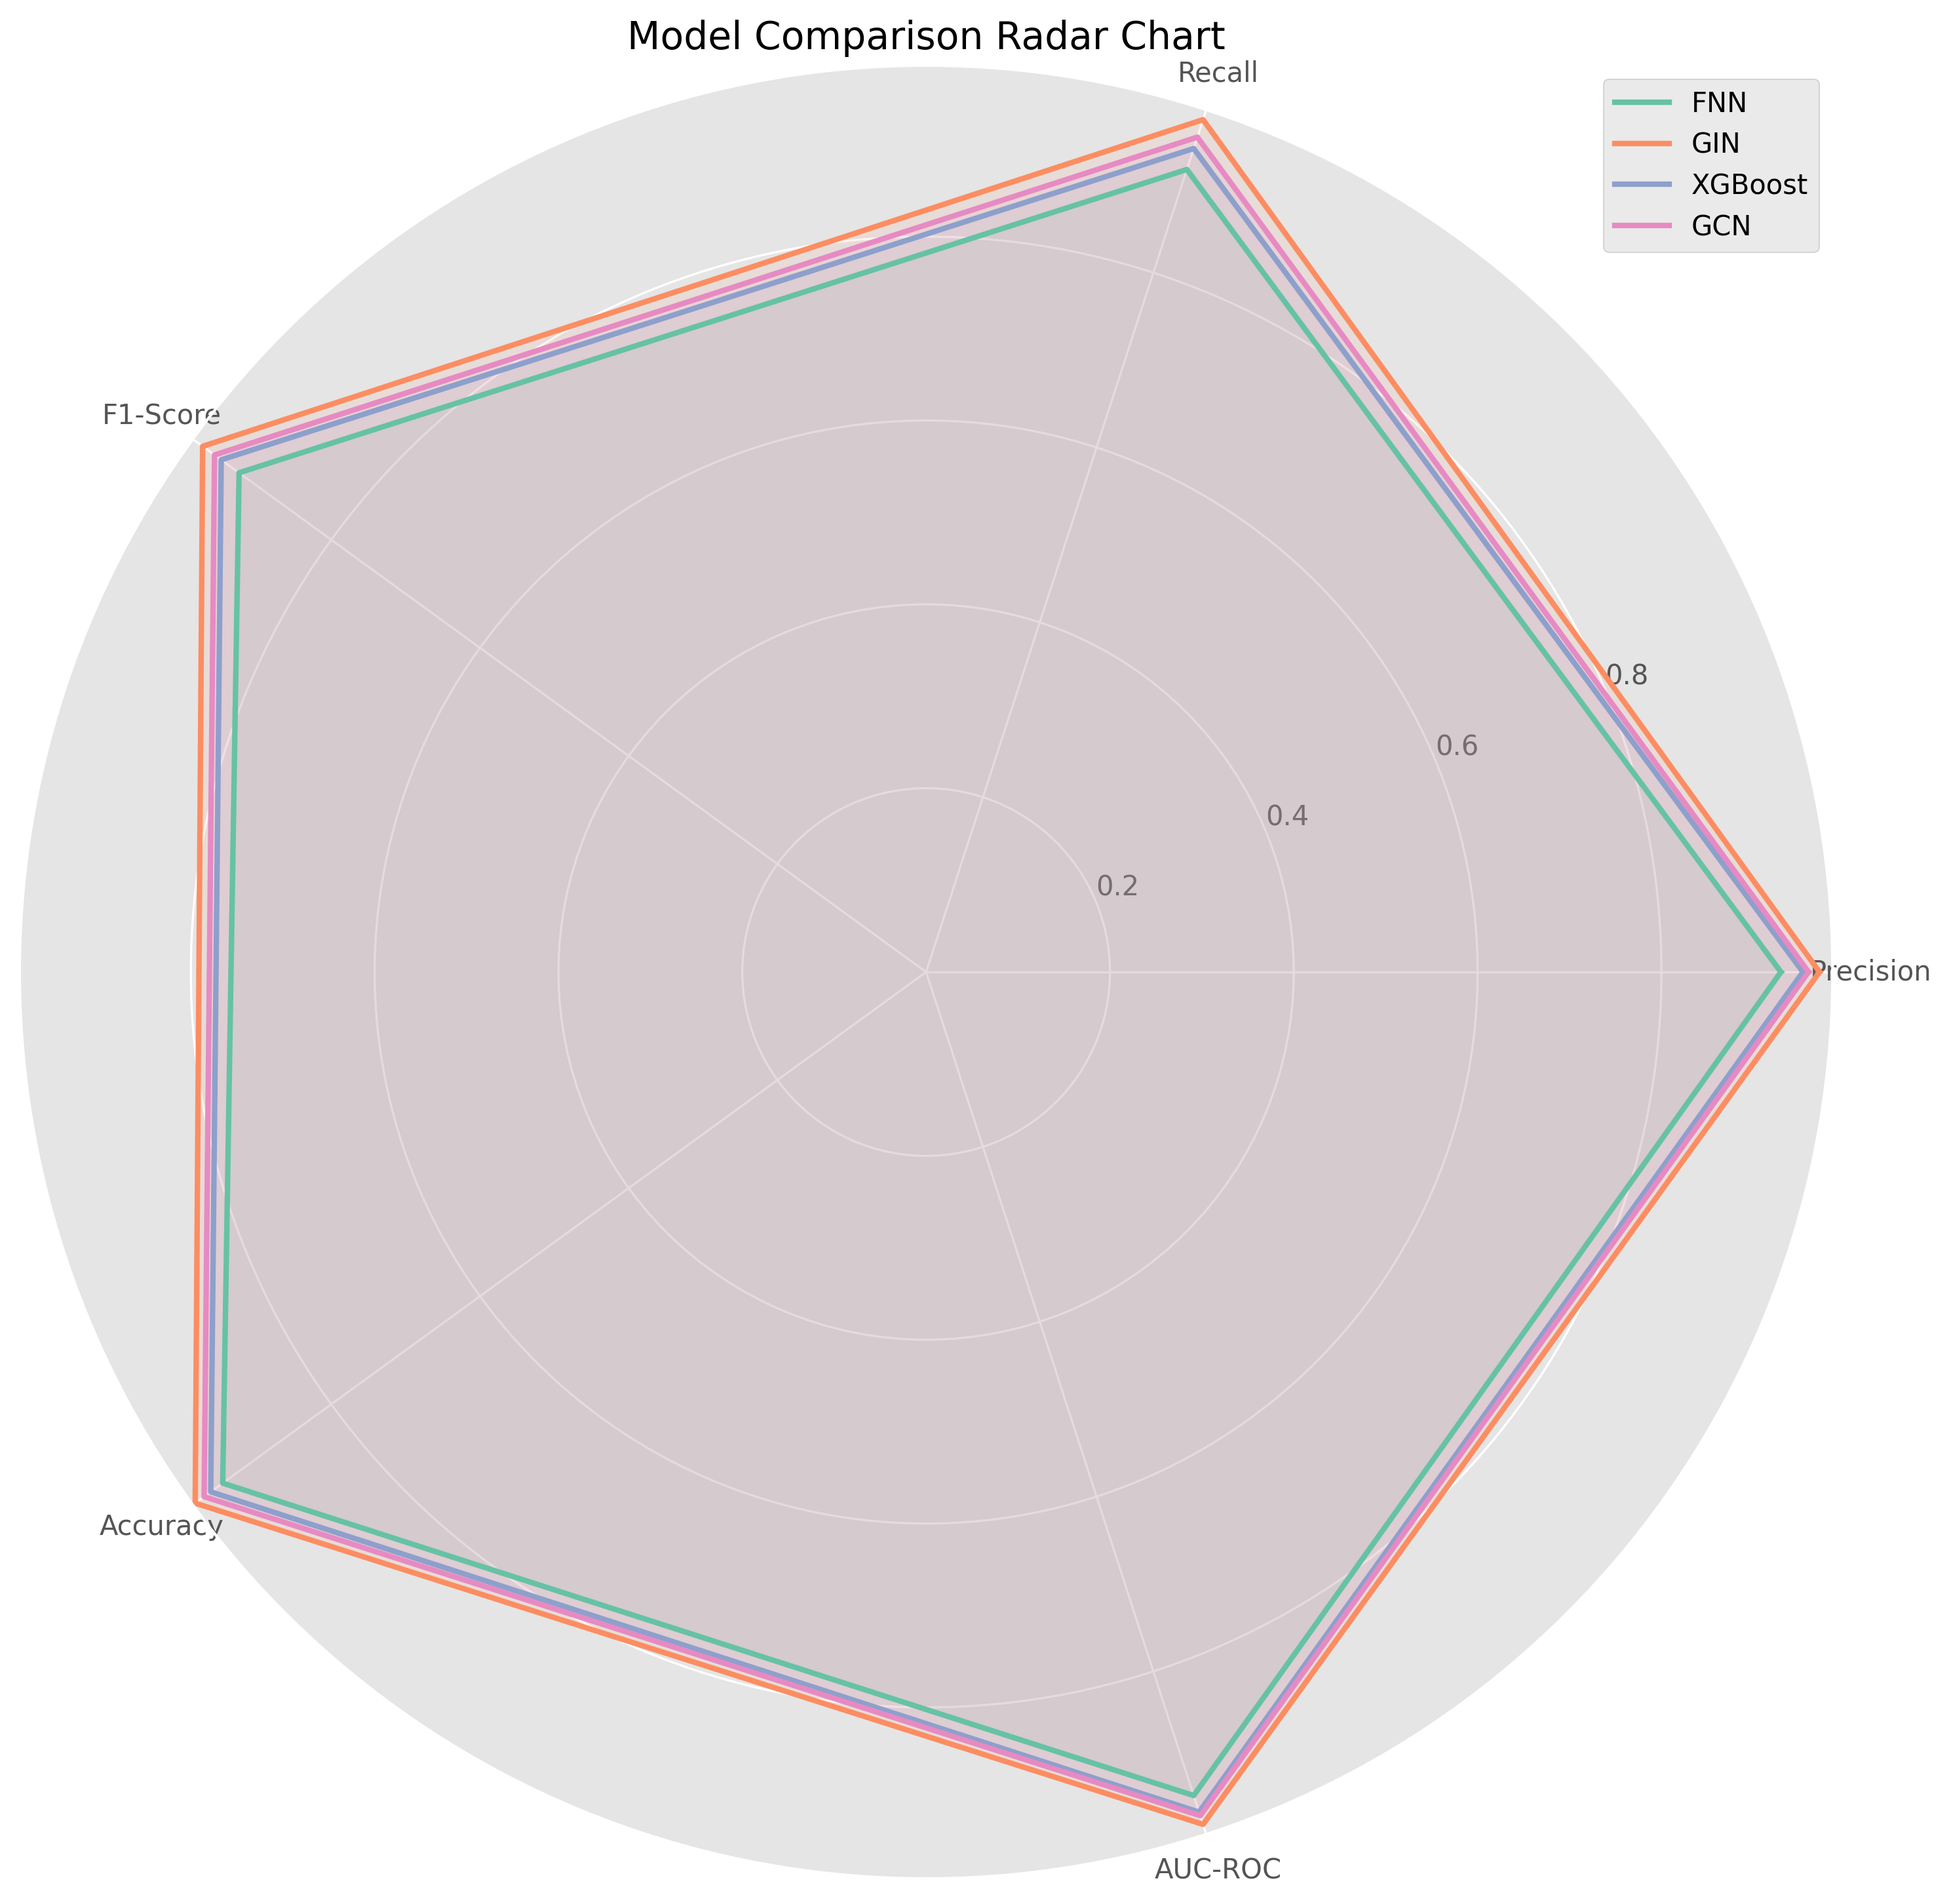 Model Comparison Radar Chart
Recall
FNN
GIN
XGBoost
GCN
F1-Score
0.8
0.6
0.4
0.2
Precision
Accuracy
AUC-ROC